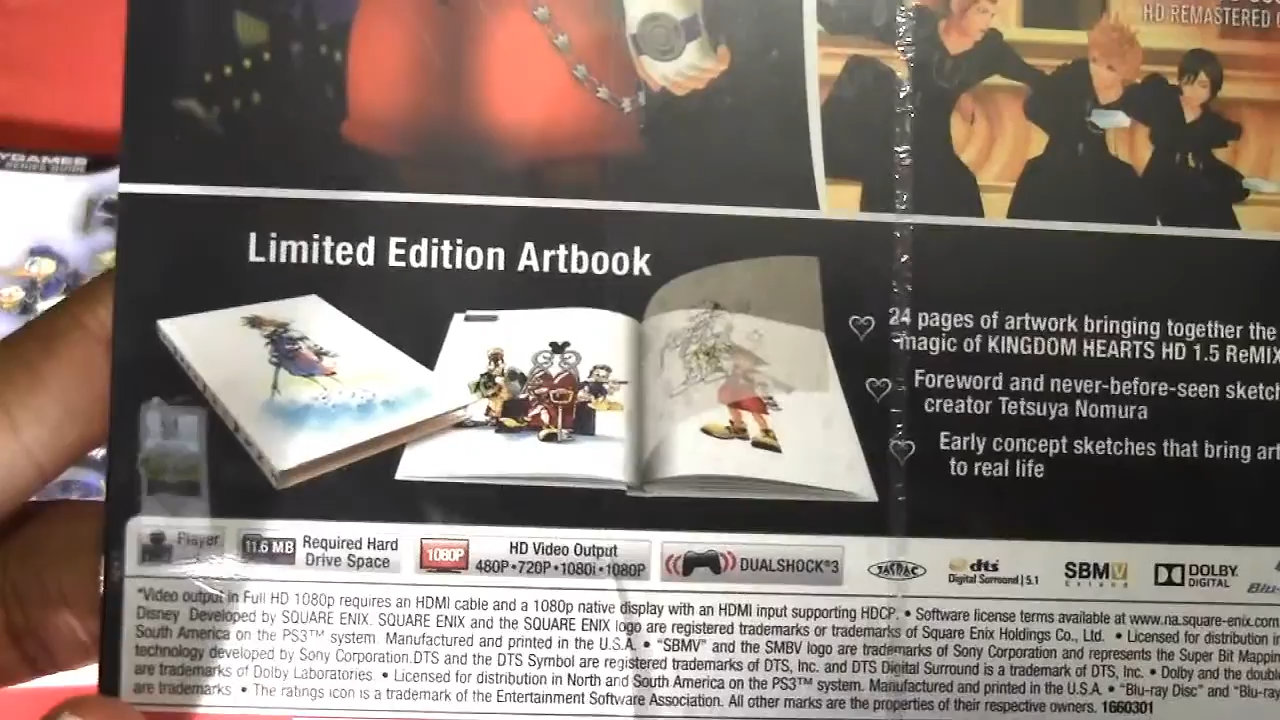 HD REMASTERED
YGAMES
Limited Edition Artbook
24 pages of artwork bringing together the
magic of KINGDOM HEARTS HD 1.5 ReMIX
Foreword and never-before-seen sketch
creator Tetsuya Nomura
Early concept sketches that bring art
to real life
Player
11.6 MB Required Hard
Drive Space
1080P HD Video Output
480P•720P•1080i•1080P
DUALSHOCK®3
dts
Digital Surround | 5.1
SBMV
DOLBY
DIGITAL
Blu-
*Video output in Full HD 1080p requires an HDMI cable and a 1080p native display with an HDMI input supporting HDCP. • Software license terms available at www.na.square-enix.com
Disney Developed by SQUARE ENIX. SQUARE ENIX and the SQUARE ENIX logo are registered trademarks or trademarks of Square Enix Holdings Co., Ltd. • Licensed for distribution in
South America on the PS3™ system. Manufactured and printed in the U.S.A. • "SBMV" and the SMBV logo are trademarks of Sony Corporation and represents the Super Bit Mappin
technology developed by Sony Corporation.DTS and the DTS Symbol are registered trademarks of DTS, Inc. and DTS Digital Surround is a trademark of DTS, Inc. • Dolby and the double
are trademarks of Dolby Laboratories • Licensed for distribution in North and South America on the PS3™ system. Manufactured and printed in the U.S.A. • "Blu-ray Disc" and "Blu-ray
are trademarks • The ratings icon is a trademark of the Entertainment Software Association. All other marks are the properties of their respective owners. 1660301